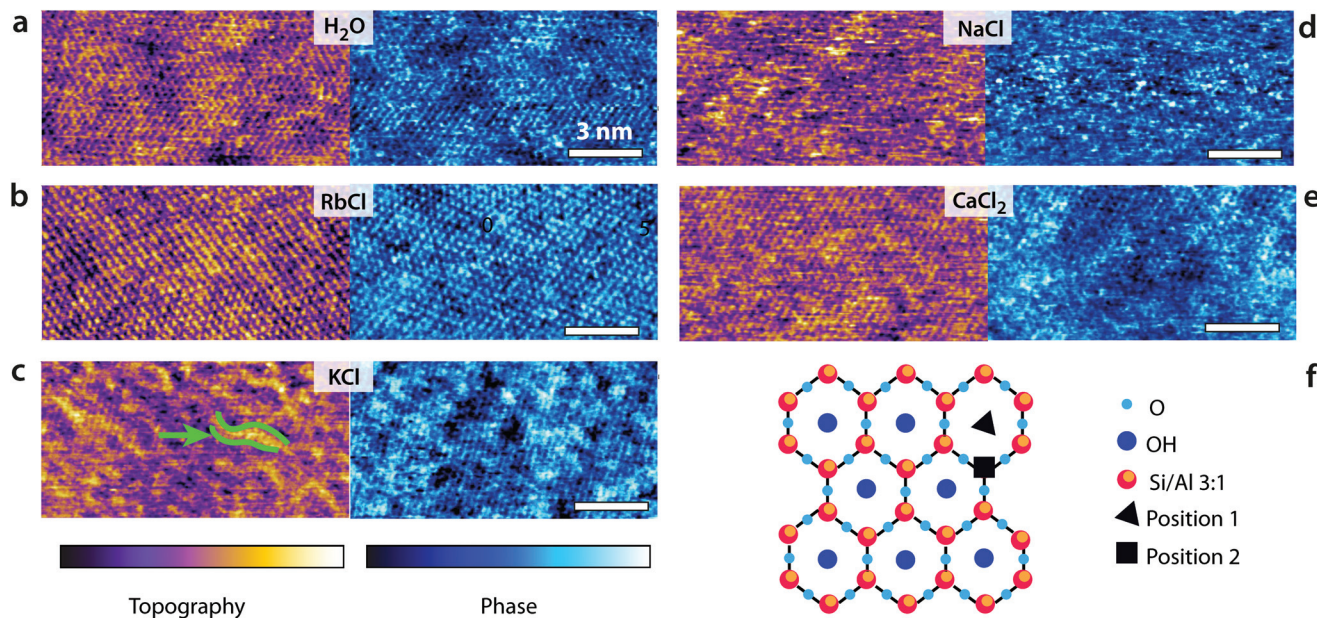 a
H₂O
3 nm
NaCl
d
b
RbCl
0
5
CaCl₂
e
c
KCl
f
O
OH
Si/Al 3:1
Position 1
Position 2
Topography
Phase